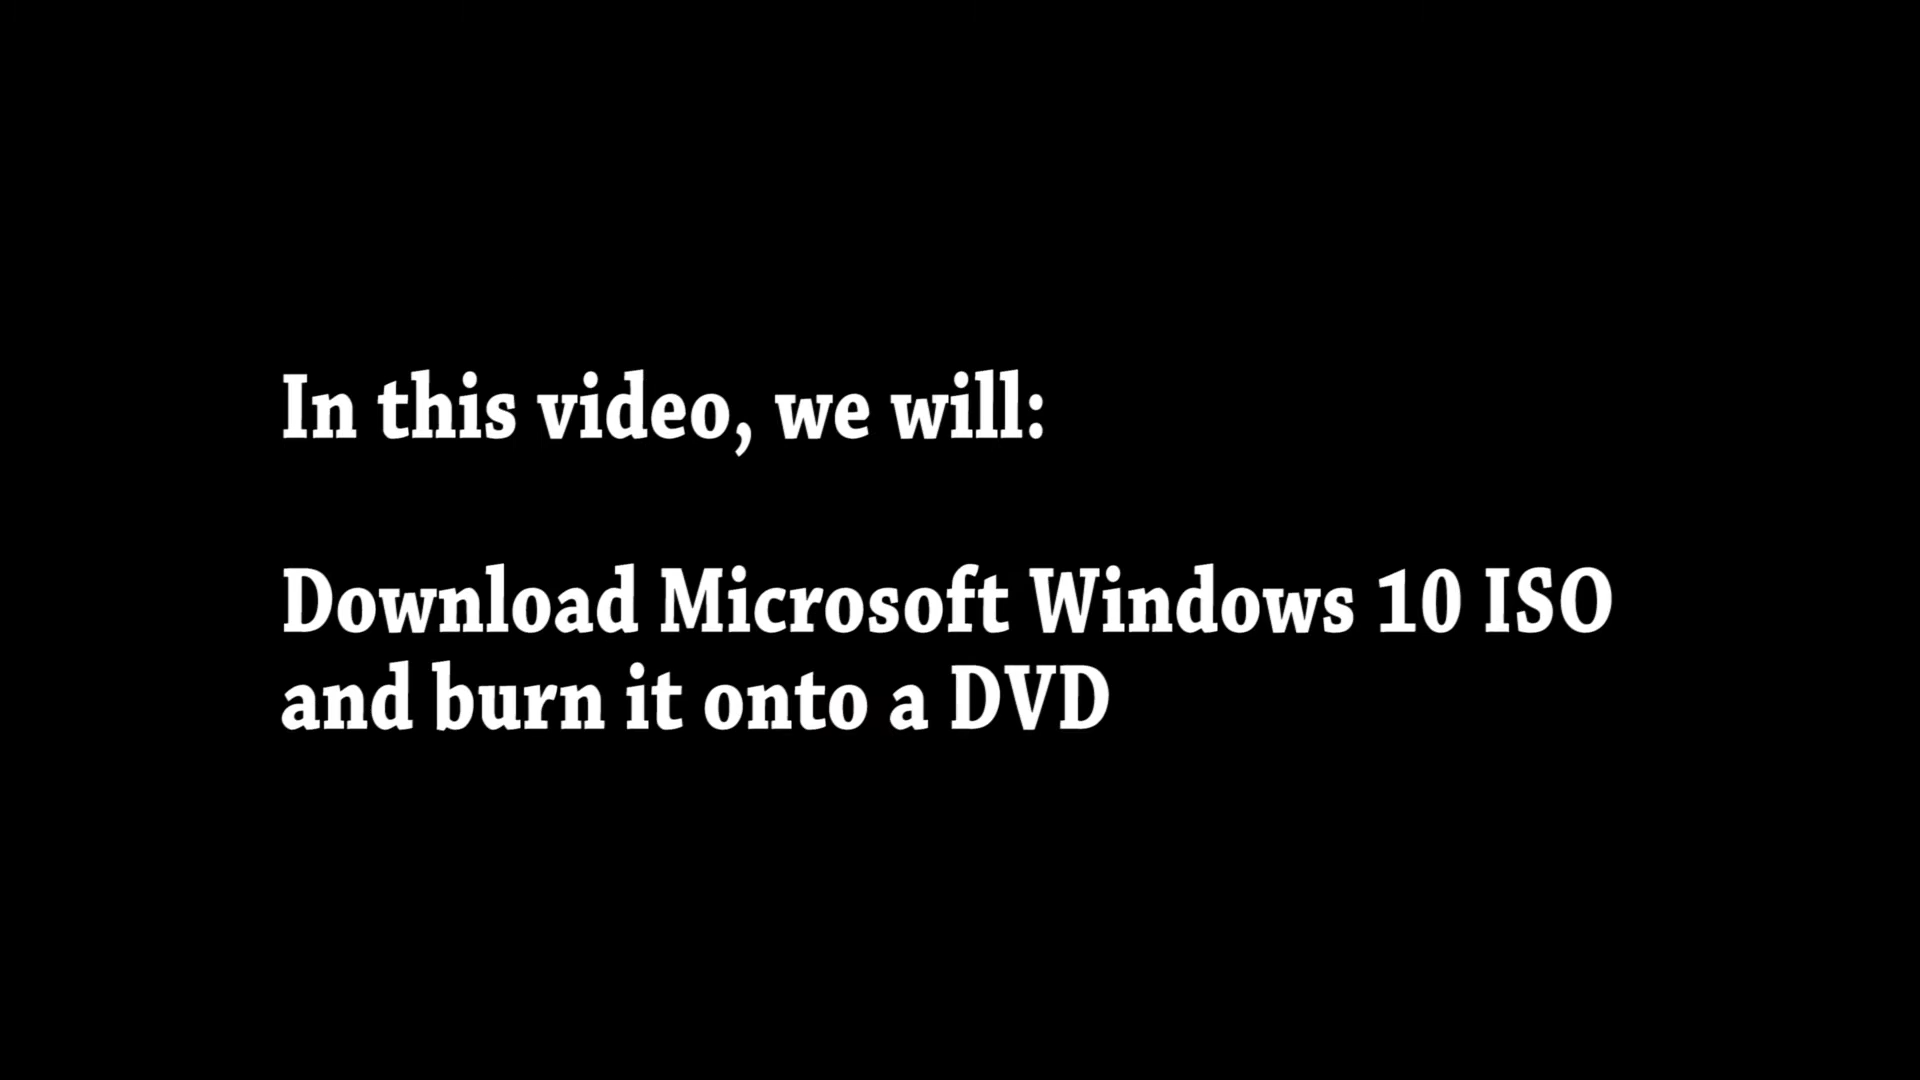 In this video, we will:
Download Microsoft Windows 10 ISO
and burn it onto a DVD